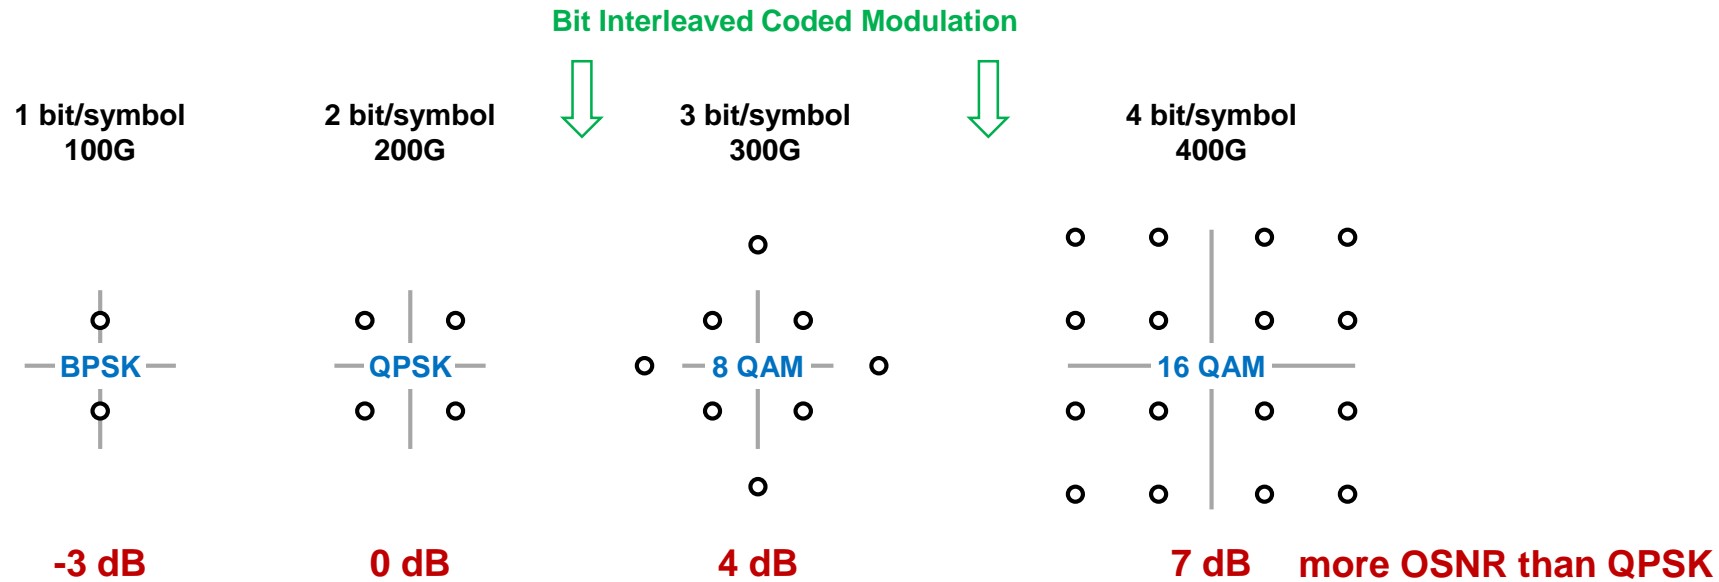 Bit Interleaved Coded Modulation
1 bit/symbol
100G
2 bit/symbol
200G
3 bit/symbol
300G
4 bit/symbol
400G
BPSK
QPSK
8 QAM
16 QAM
-3 dB
0 dB
4 dB
7 dB more OSNR than QPSK